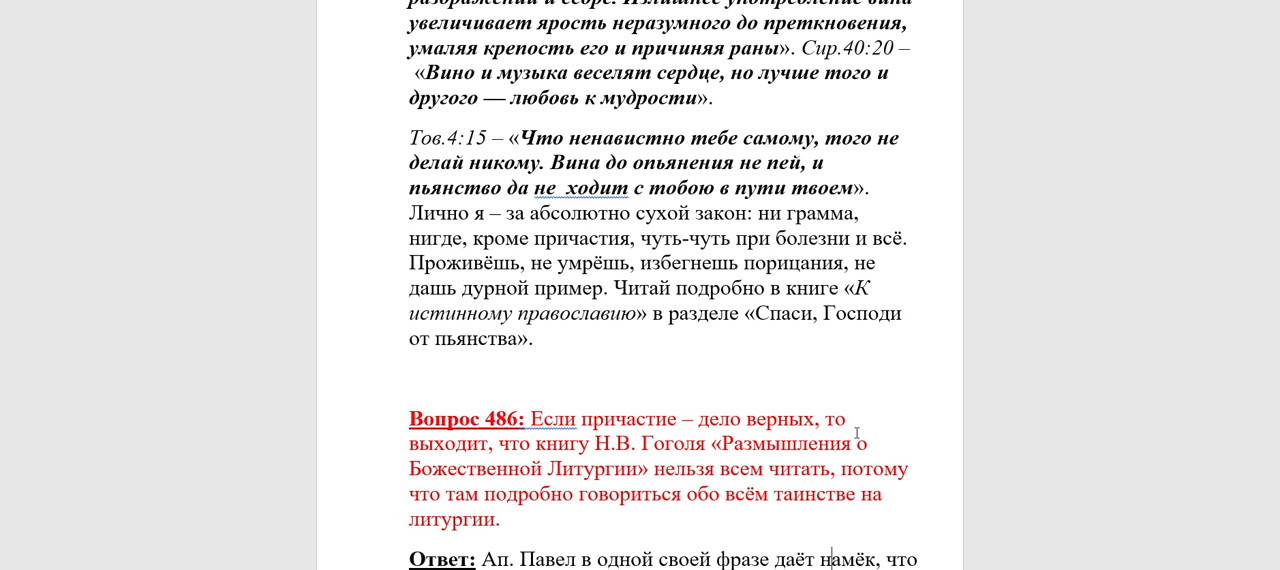 раздражении и ссоре. Излишнее употребление вина
увеличивает ярость неразумного до преткновения,
умаляя крепость его и причиняя раны». Сир.40:20 –
«Вино и музыка веселят сердце, но лучше того и
другого — любовь к мудрости».
Тов.4:15 – «Что ненавистно тебе самому, того не
делай никому. Вина до опьянения не пей, и
пьянство да не  ходит с тобою в пути твоем».
Лично я – за абсолютно сухой закон: ни грамма,
нигде, кроме причастия, чуть-чуть при болезни и всё.
Проживёшь, не умрёшь, избегнешь порицания, не
дашь дурной пример. Читай подробно в книге «К
истинному православию» в разделе «Спаси, Господи
от пьянства».
Вопрос 486: Если причастие – дело верных, то
выходит, что книгу Н.В. Гоголя «Размышления о
Божественной Литургии» нельзя всем читать, потому
что там подробно говориться обо всём таинстве на
литургии.
Ответ: Ап. Павел в одной своей фразе даёт намёк, что